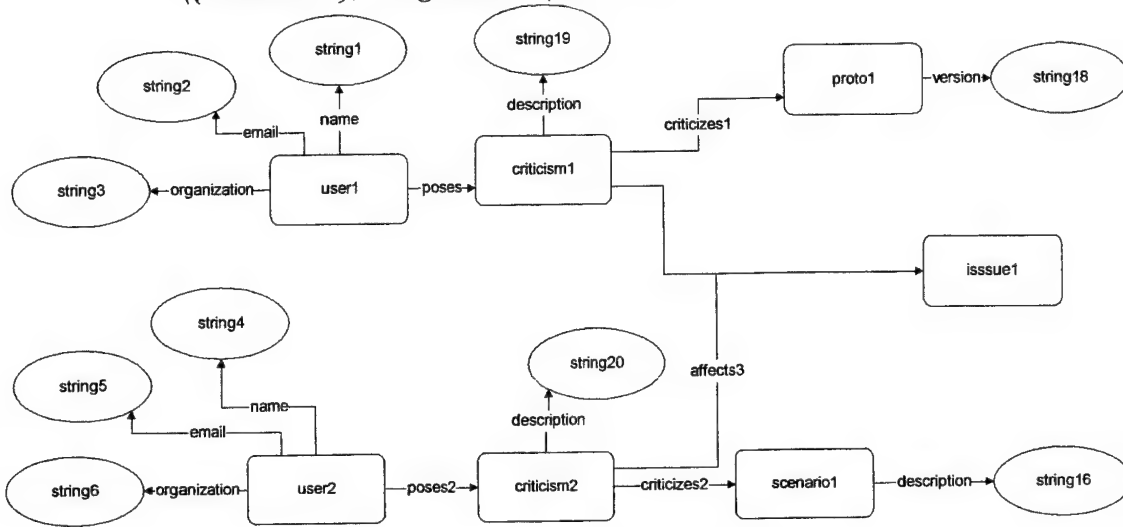 string19
string1
string2
proto1
version
string18
description
name
criticizes1
email
criticism1
string3
organization
user1
poses
isssue1
string4
string20
affects3
string5
name
description
email
string6
organization
user2
poses2
criticism2
criticizes2
scenario1
description
string16